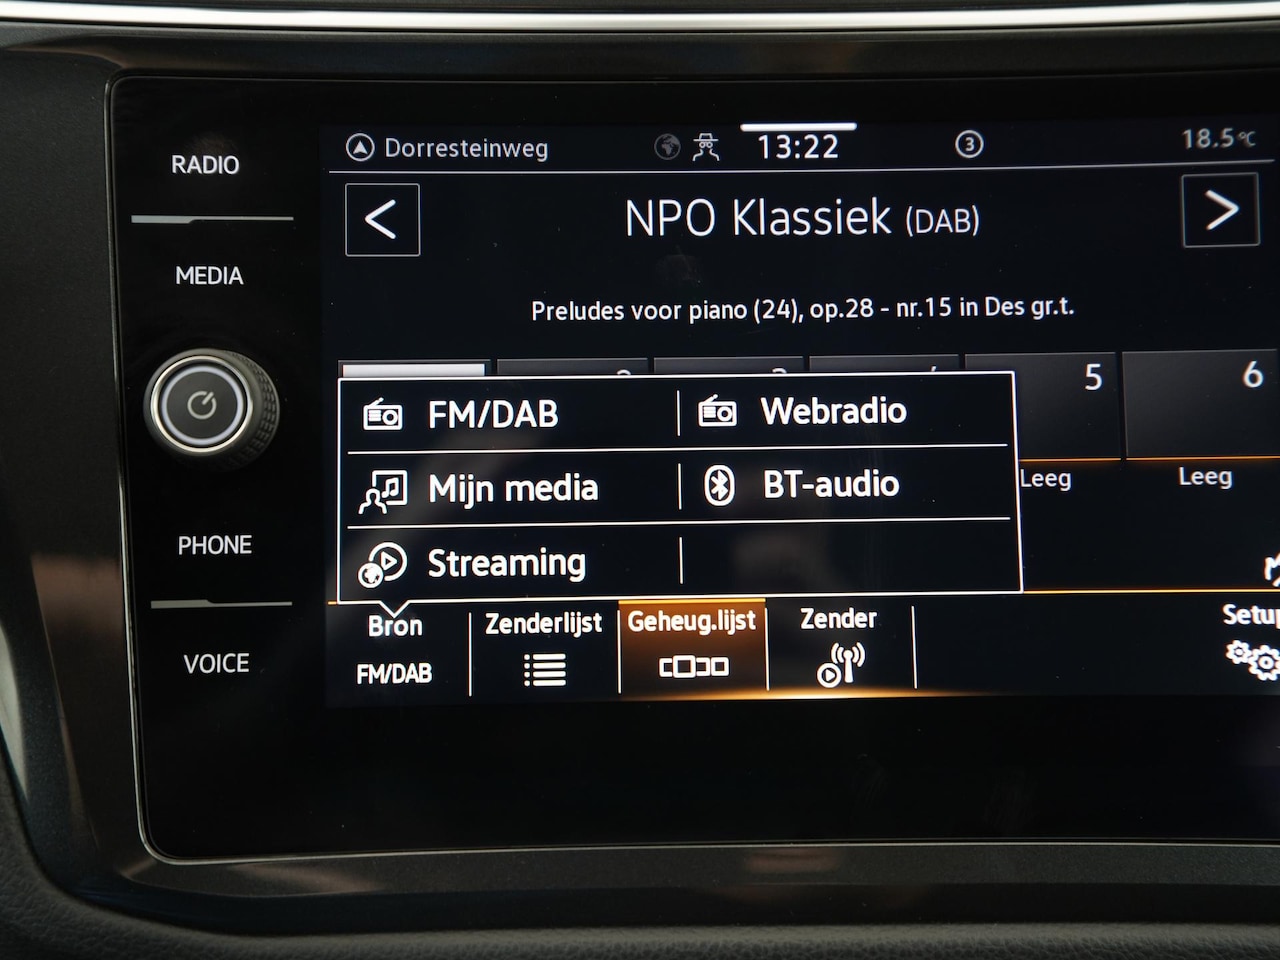 RADIO
MEDIA
PHONE
VOICE
Dorresteinweg 13:22 3 18.5°C
< NPO Klassiek (DAB) >
Preludes voor piano (24), op.28 - nr.15 in Des gr.t.
5 6
Leeg Leeg
FM/DAB Webradio
Mijn media BT-audio
Streaming
Bron Zenderlijst Geheug.lijst Zender Setup
FM/DAB